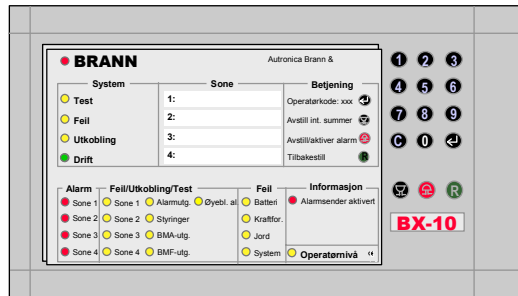 BRANN
Autronica Brann &
System
Sone
Betjening
Test
1:
Operatørkode: xxx
Feil
2:
Avstill int. summer
Utkobling
3:
Avstill/aktiver alarm
Drift
4:
Tilbakestill
R
Alarm
Feil/Utkobling/Test
Feil
Informasjon
Sone 1
Sone 1
Alarmutg.
Øyebl. al
Batteri
Alarmsender aktivert
Sone 2
Sone 2
Styringer
Kraftfor.
Sone 3
Sone 3
BMA-utg.
Jord
Sone 4
Sone 4
BMF-utg.
System
Operatørnivå
1 2 3
4 5 6
7 8 9
C 0
R
BX-10